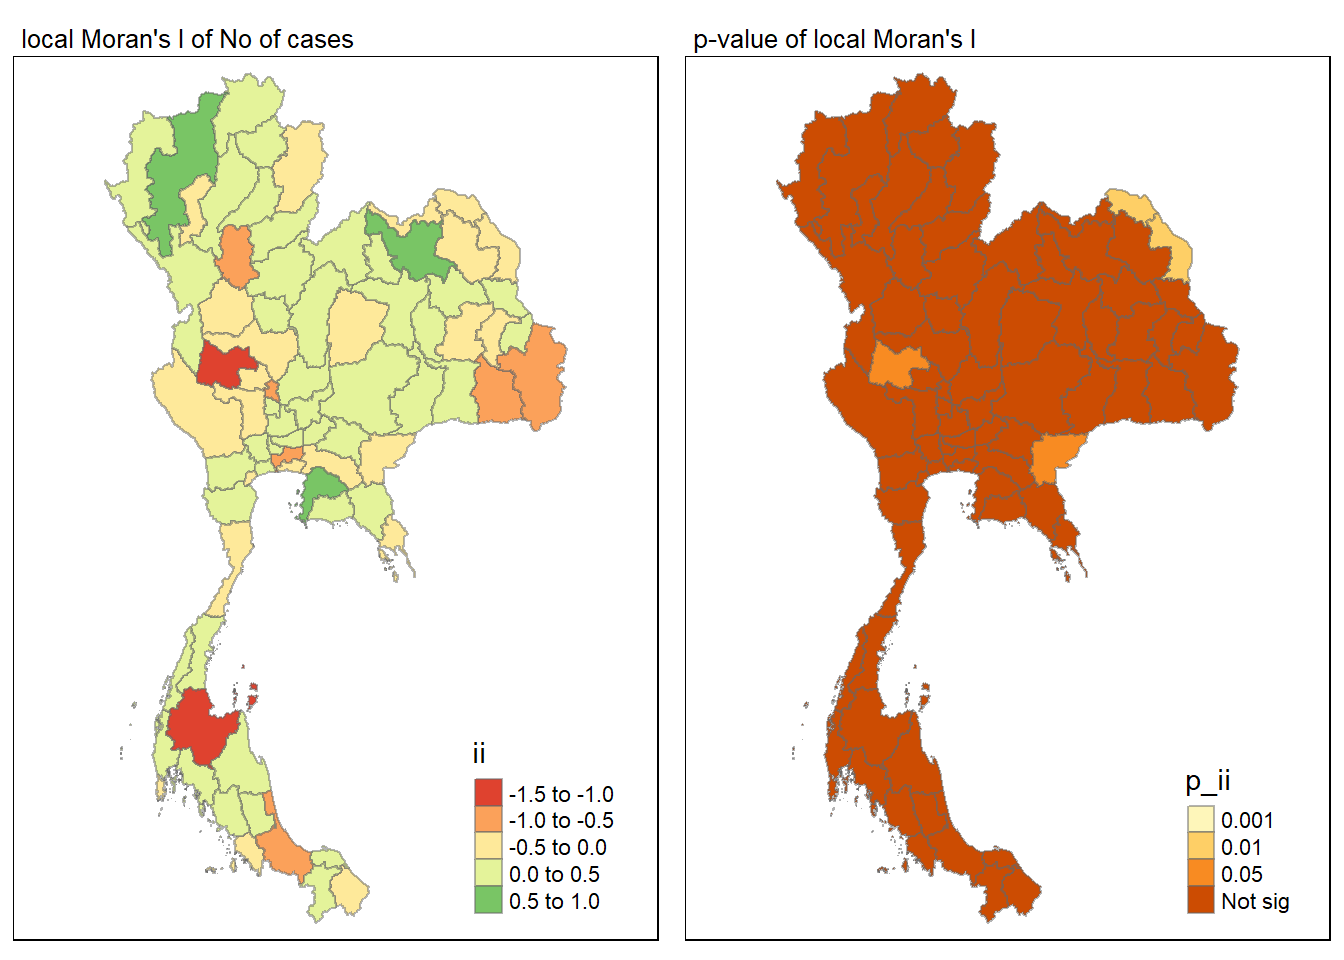 local Moran's I of No of cases
ii
-1.5 to -1.0
-1.0 to -0.5
-0.5 to 0.0
0.0 to 0.5
0.5 to 1.0
p-value of local Moran's I
p_ii
0.001
0.01
0.05
Not sig